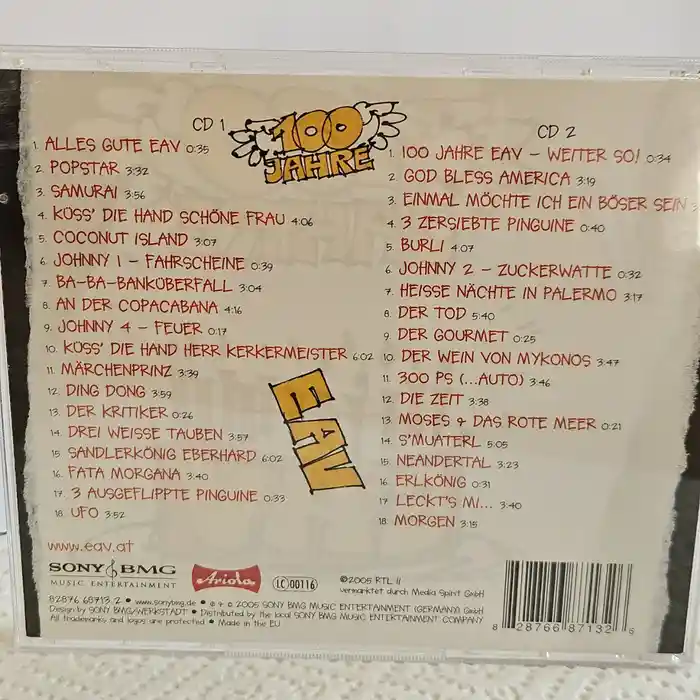 CD 1
100 JAHRE
1. ALLES GUTE EAV 0:35
2. POPSTAR 3:32
3. SAMURAI 3:56
4. KÜSS' DIE HAND SCHÖNE FRAU 4:06
5. COCONUT ISLAND 3:07
6. JOHNNY 1 – FAHRSCHEINE 0:39
7. BA-BA-BANKÜBERFALL 3:04
8. AN DER COPACABANA 4:16
9. JOHNNY 4 – FEUER 0:17
10. KÜSS' DIE HAND HERR KERKERMEISTER 6:02
11. MÄRCHENPRINZ 3:39
12. DING DONG 3:59
13. DER KRITIKER 0:26
14. DREI WEISSE TAUBEN 3:57
15. SANDLERKÖNIG EBERHARD 6:02
16. FATA MORGANA 3:40
17. 3 AUSGEFLIPPTE PINGUINE 0:33
18. UFO 3:52
EAV
CD 2
1. 100 JAHRE EAV – WEITER SO! 0:34
2. GOD BLESS AMERICA 3:19
3. EINMAL MÖCHTE ICH EIN BÖSER SEIN
4. 3 ZERSIEBTE PINGUINE 0:40
5. BURLI 4:07
6. JOHNNY 2 – ZUCKERWATTE 0:32
7. HEISSE NÄCHTE IN PALERMO 3:17
8. DER TOD 5:40
9. DER GOURMET 0:25
10. DER WEIN VON MYKONOS 3:47
11. 300 PS (...AUTO) 3:46
12. DIE ZEIT 3:38
13. MOSES & DAS ROTE MEER 0:21
14. S'MUATERL 5:05
15. NEANDERTAL 3:23
16. ERLKÖNIG 0:31
17. LECKT'S MI... 3:40
18. MORGEN 3:15
www.eav.at
SONY BMG
MUSIC ENTERTAINMENT
Ariola
LC 00116
©2005 RTL II
vermarktet durch Media Spirit GmbH
82876 68713 2 • www.sonybmg.de • ℗ + © 2005 SONY BMG MUSIC ENTERTAINMENT (GERMANY) GmbH
Design by SONY BMG/WERKSTADT • Distributed by the local SONY BMG MUSIC ENTERTAINMENT COMPANY
All trademarks and logos are protected • Made in the EU
8 28766 87132 5